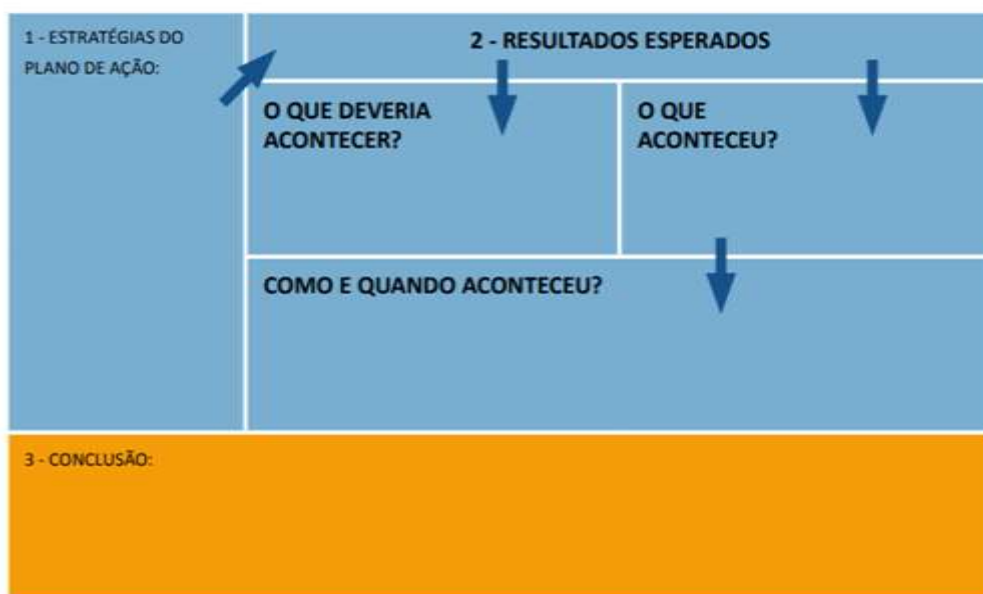 1 - ESTRATÉGIAS DO
PLANO DE AÇÃO:
2 - RESULTADOS ESPERADOS
O QUE DEVERIA
ACONTECER?
O QUE
ACONTECEU?
COMO E QUANDO ACONTECEU?
3 - CONCLUSÃO: